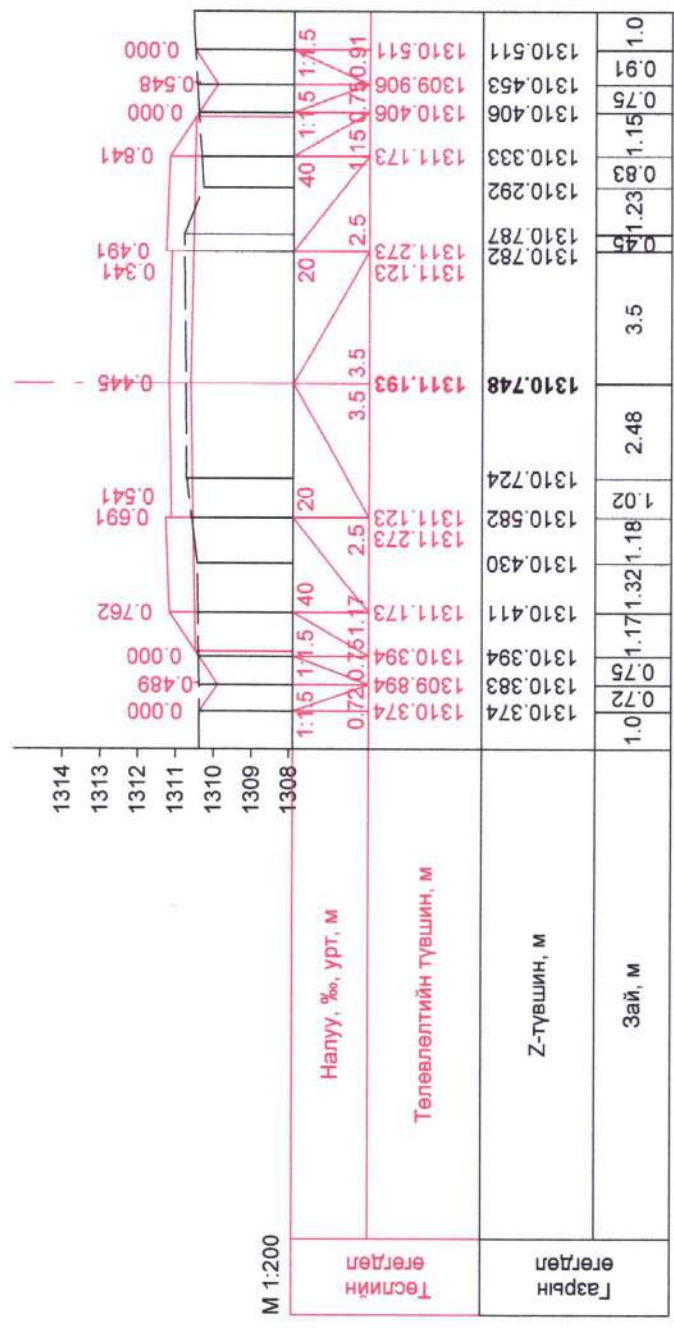 0.000 0.489 0.000 0.762 0.691 0.541 0.445 0.341 0.491 0.841 0.000 0.548 0.000
1314
1313
1312
1311
1310
1309
1308
М 1:200
Төслийн өгөгдөл
Налуу, ‰, урт, м
1:1.5 1:1.5 40 20 20 40 1:1.5 1:1.5
0.72 0.75 1.17 2.5 3.5 3.5 2.5 1.15 0.75 0.91
Төлөвлөлтийн түвшин, м
1310.374 1309.894 1310.394 1311.173 1311.273 1311.123 1311.193 1311.123 1311.273 1311.173 1310.406 1309.906 1310.511
Газрын өгөгдөл
Z-түвшин, м
1310.374 1310.383 1310.394 1310.411 1310.430 1310.582 1310.724 1310.748 1310.782 1310.787 1310.292 1310.333 1310.406 1310.453 1310.511
Зай, м
1.0 0.72 0.75 1.17 1.32 1.18 1.02 2.48 3.5 0.45 1.23 0.83 1.15 0.75 0.91 1.0